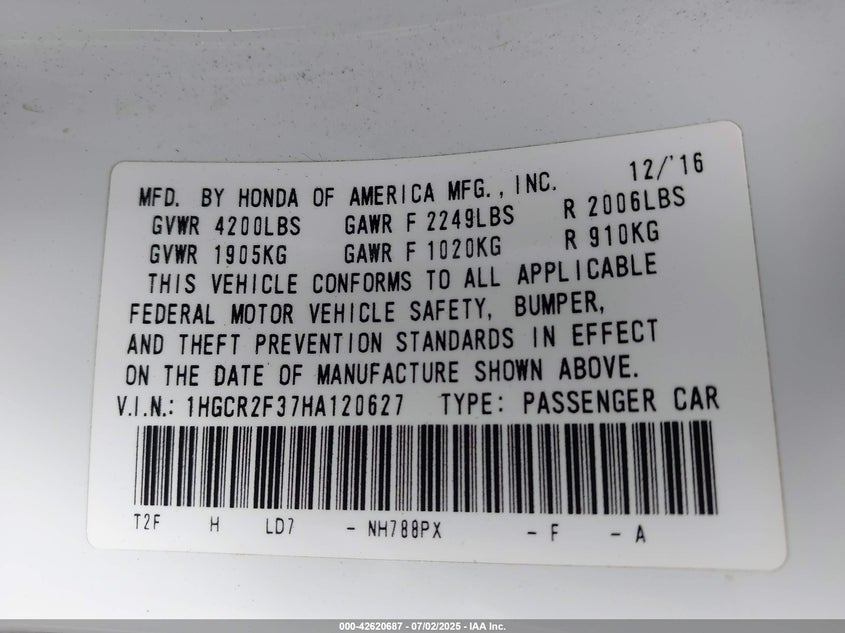 MFD. BY HONDA OF AMERICA MFG., INC. 12/'16
GVWR 4200LBS GAWR F 2249LBS R 2006LBS
GVWR 1905KG GAWR F 1020KG R 910KG
THIS VEHICLE CONFORMS TO ALL APPLICABLE
FEDERAL MOTOR VEHICLE SAFETY, BUMPER,
AND THEFT PREVENTION STANDARDS IN EFFECT
ON THE DATE OF MANUFACTURE SHOWN ABOVE.
V.I.N.: 1HGCR2F37HA120627 TYPE: PASSENGER CAR
T2F H LD7 - NH788PX - F - A
000-42620687 - 07/02/2025 - IAA Inc.